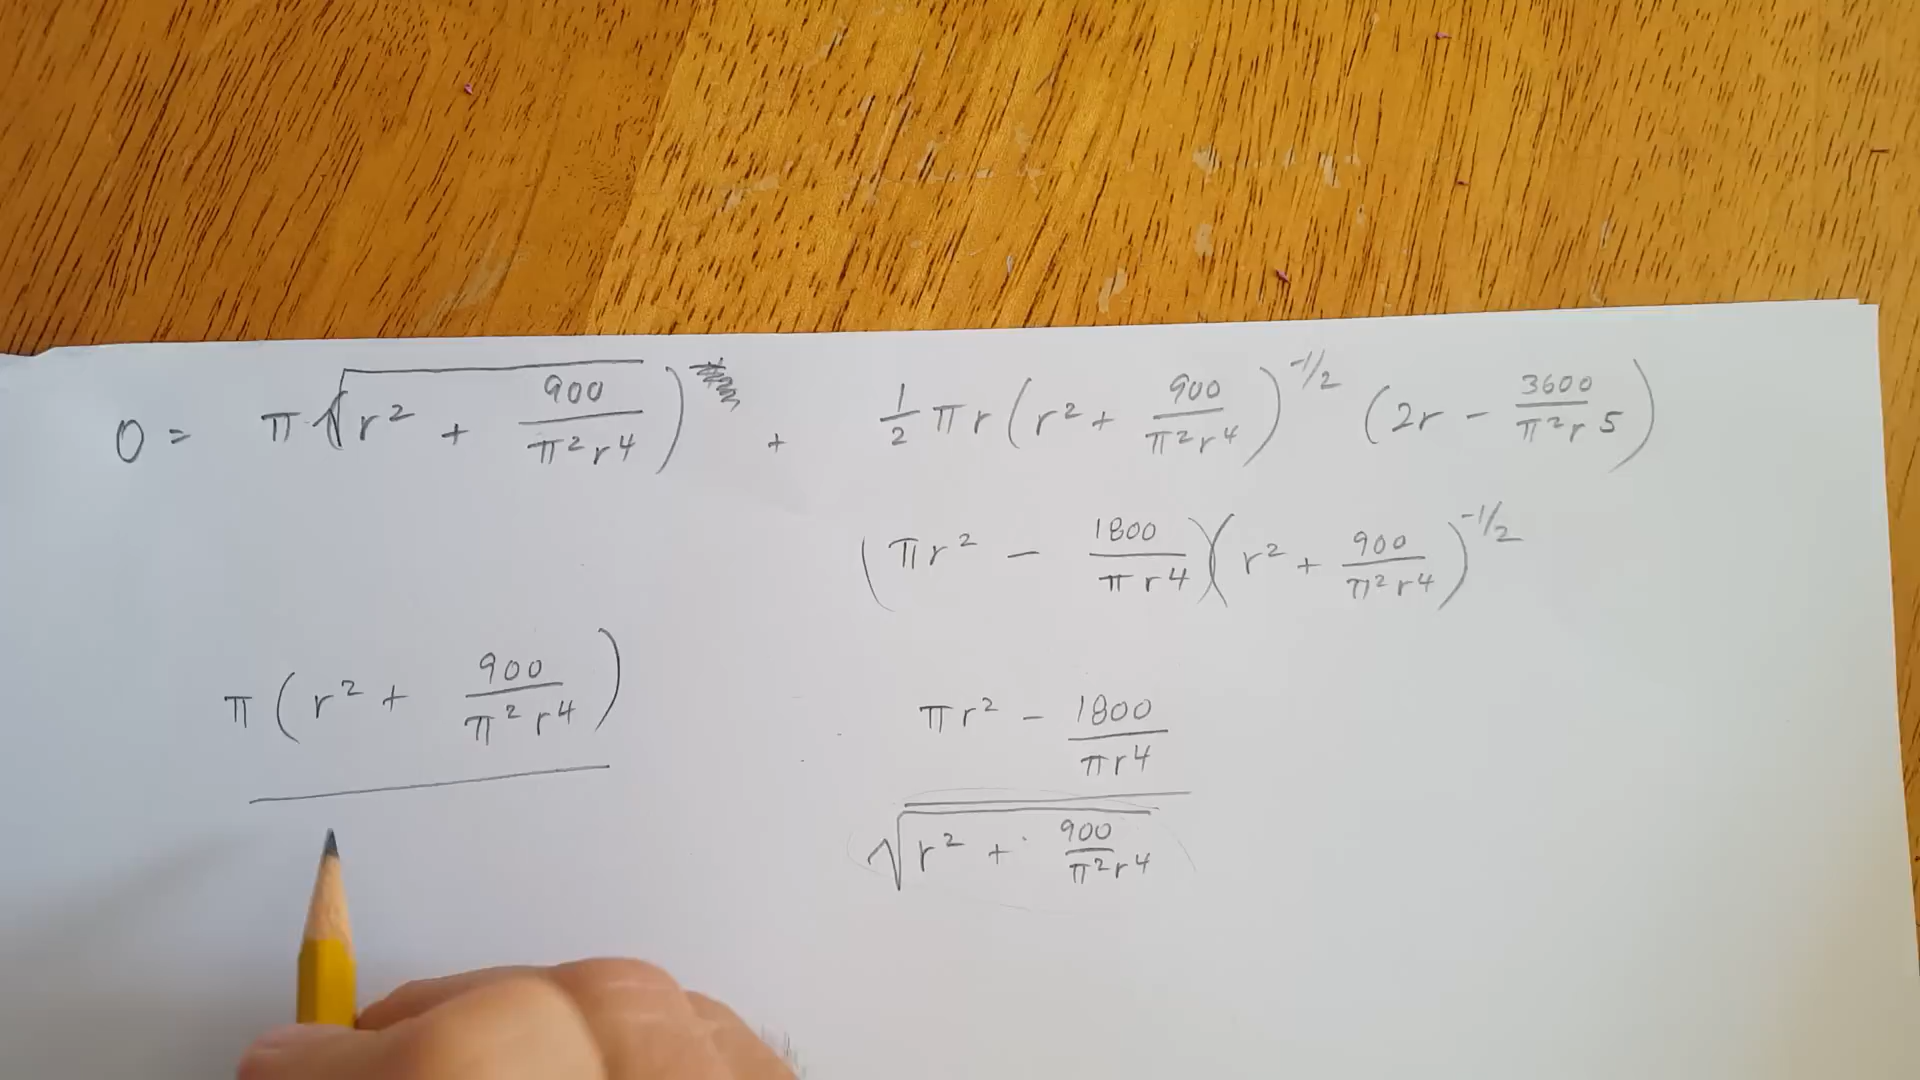 0 = π√(r² + 900/(π²r⁴)) + 1/2 πr(r² + 900/(π²r⁴))^(-1/2) (2r - 3600/(π²r⁵))
(πr² - 1800/(πr⁴))(r² + 900/(π²r⁴))^(-1/2)
π(r² + 900/(π²r⁴)) (πr² - 1800/(πr⁴))/√(r² + 900/(π²r⁴))